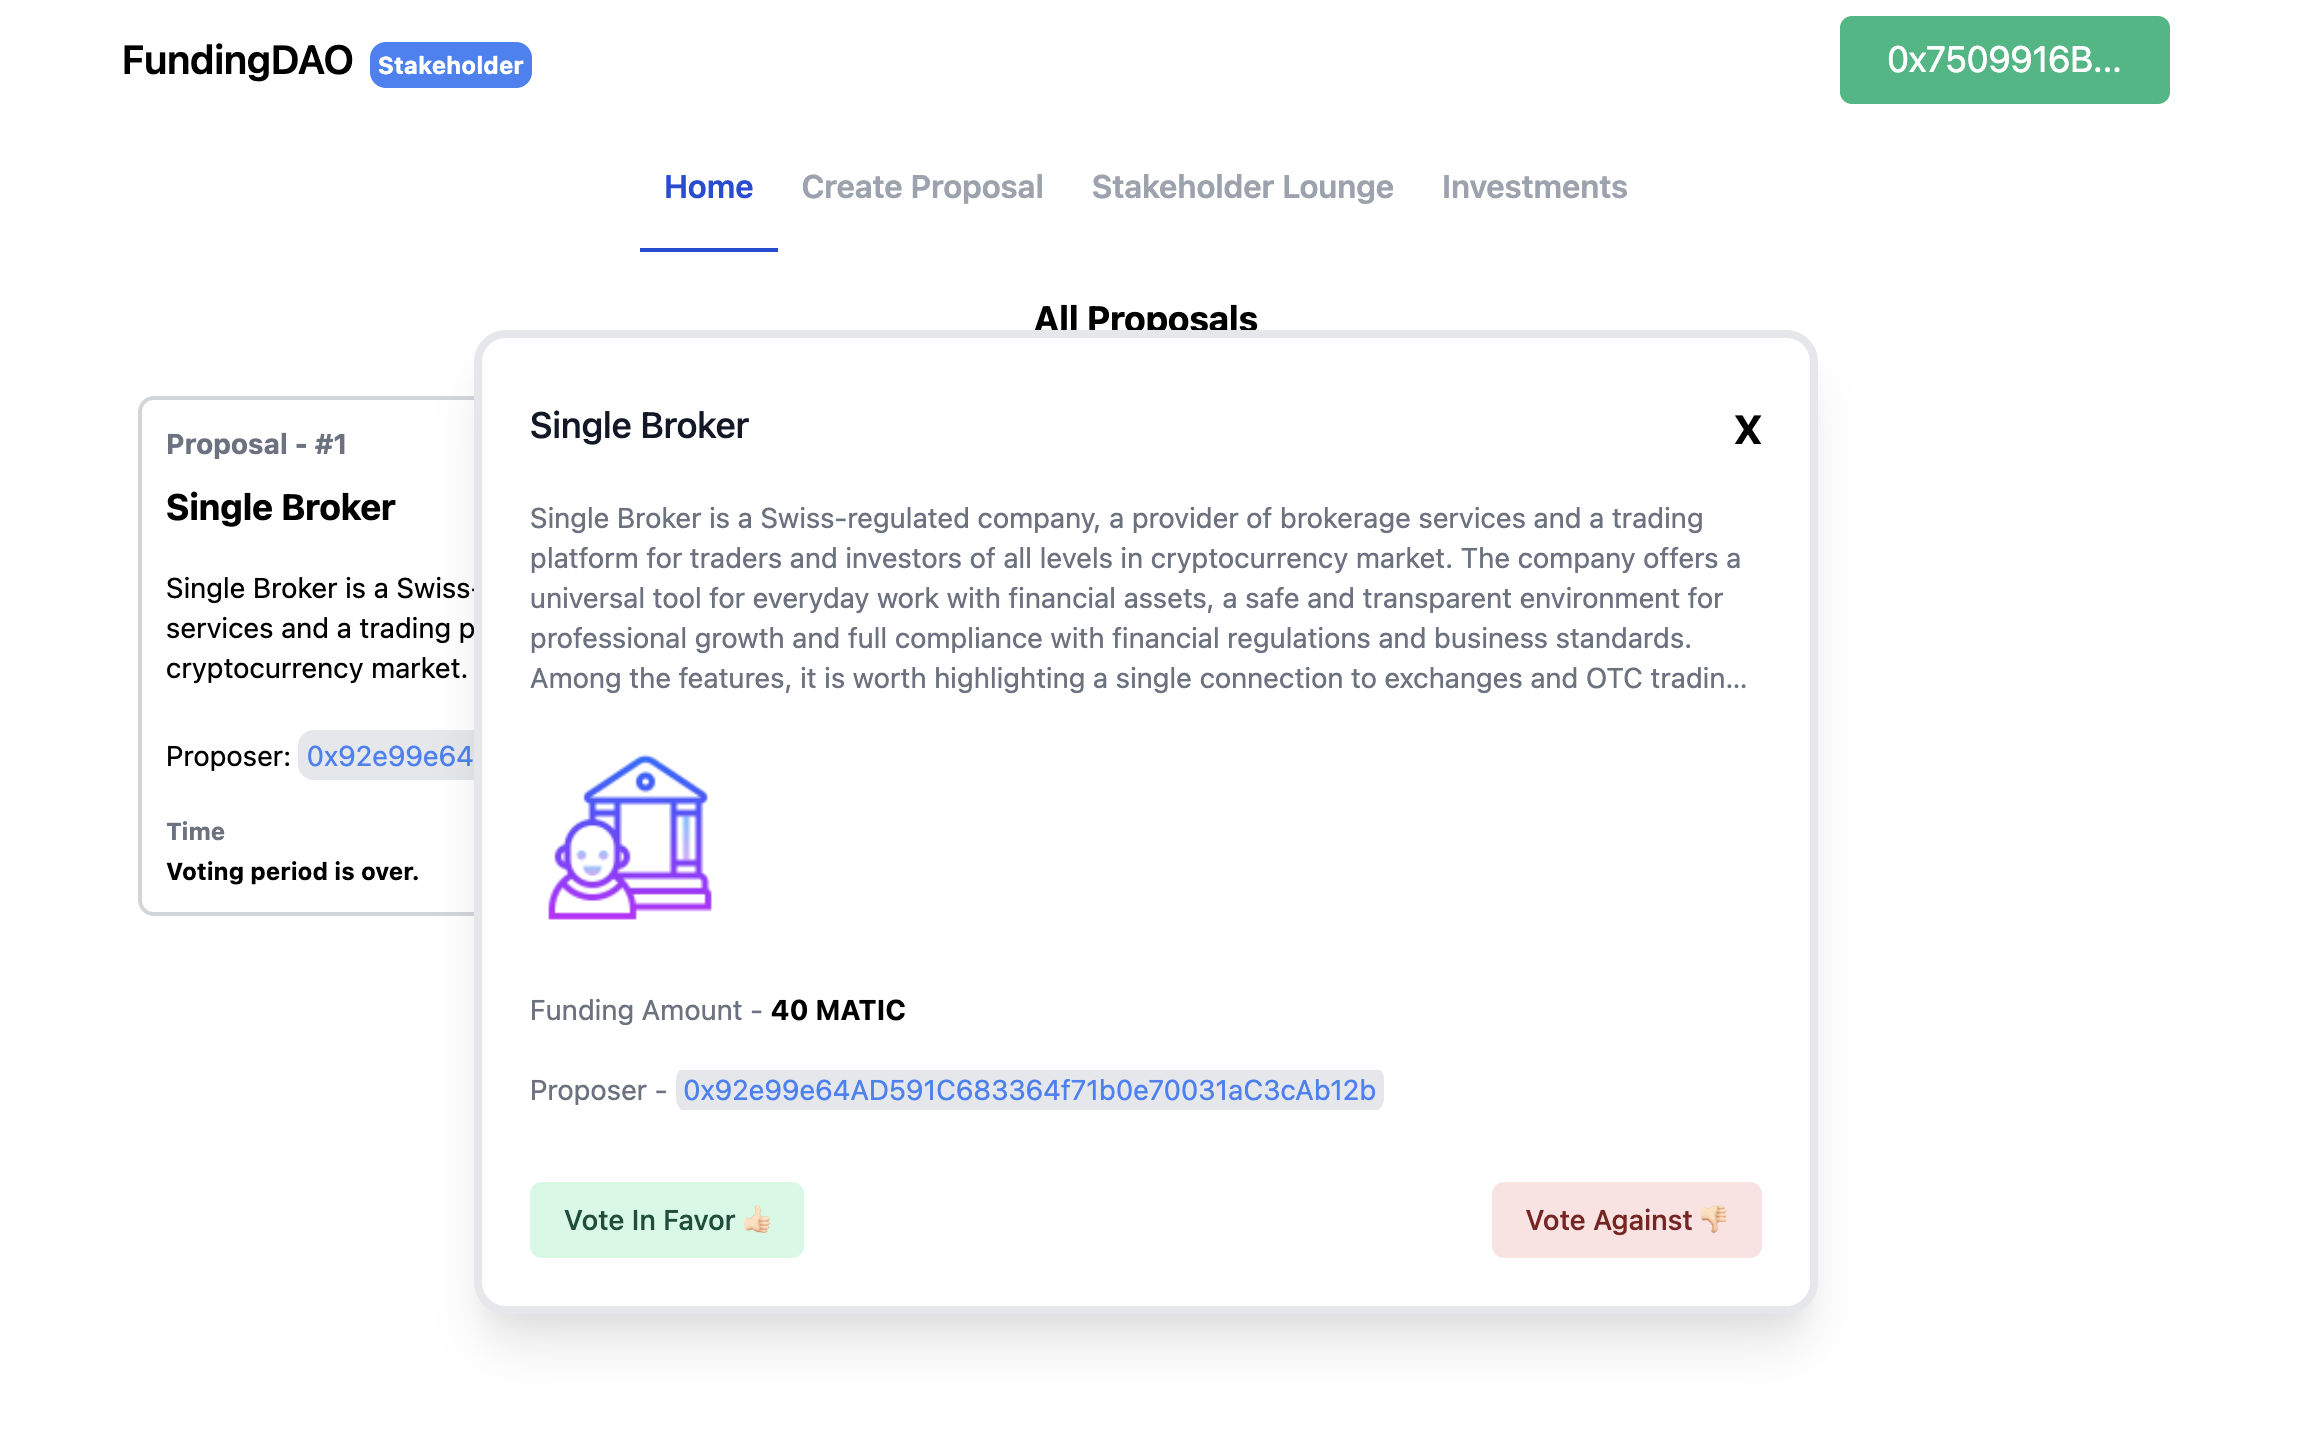 FundingDAO Stakeholder
0x7509916B...
Home Create Proposal Stakeholder Lounge Investments
All Proposals
Proposal - #1
Single Broker
Single Broker is a Swiss-
services and a trading p
cryptocurrency market.
Proposer: 0x92e99e64
Time
Voting period is over.
Single Broker
X
Single Broker is a Swiss-regulated company, a provider of brokerage services and a trading
platform for traders and investors of all levels in cryptocurrency market. The company offers a
universal tool for everyday work with financial assets, a safe and transparent environment for
professional growth and full compliance with financial regulations and business standards.
Among the features, it is worth highlighting a single connection to exchanges and OTC tradin...
Funding Amount - 40 MATIC
Proposer - 0x92e99e64AD591C683364f71b0e70031aC3cAb12b
Vote In Favor 👍🏻
Vote Against 👎🏻